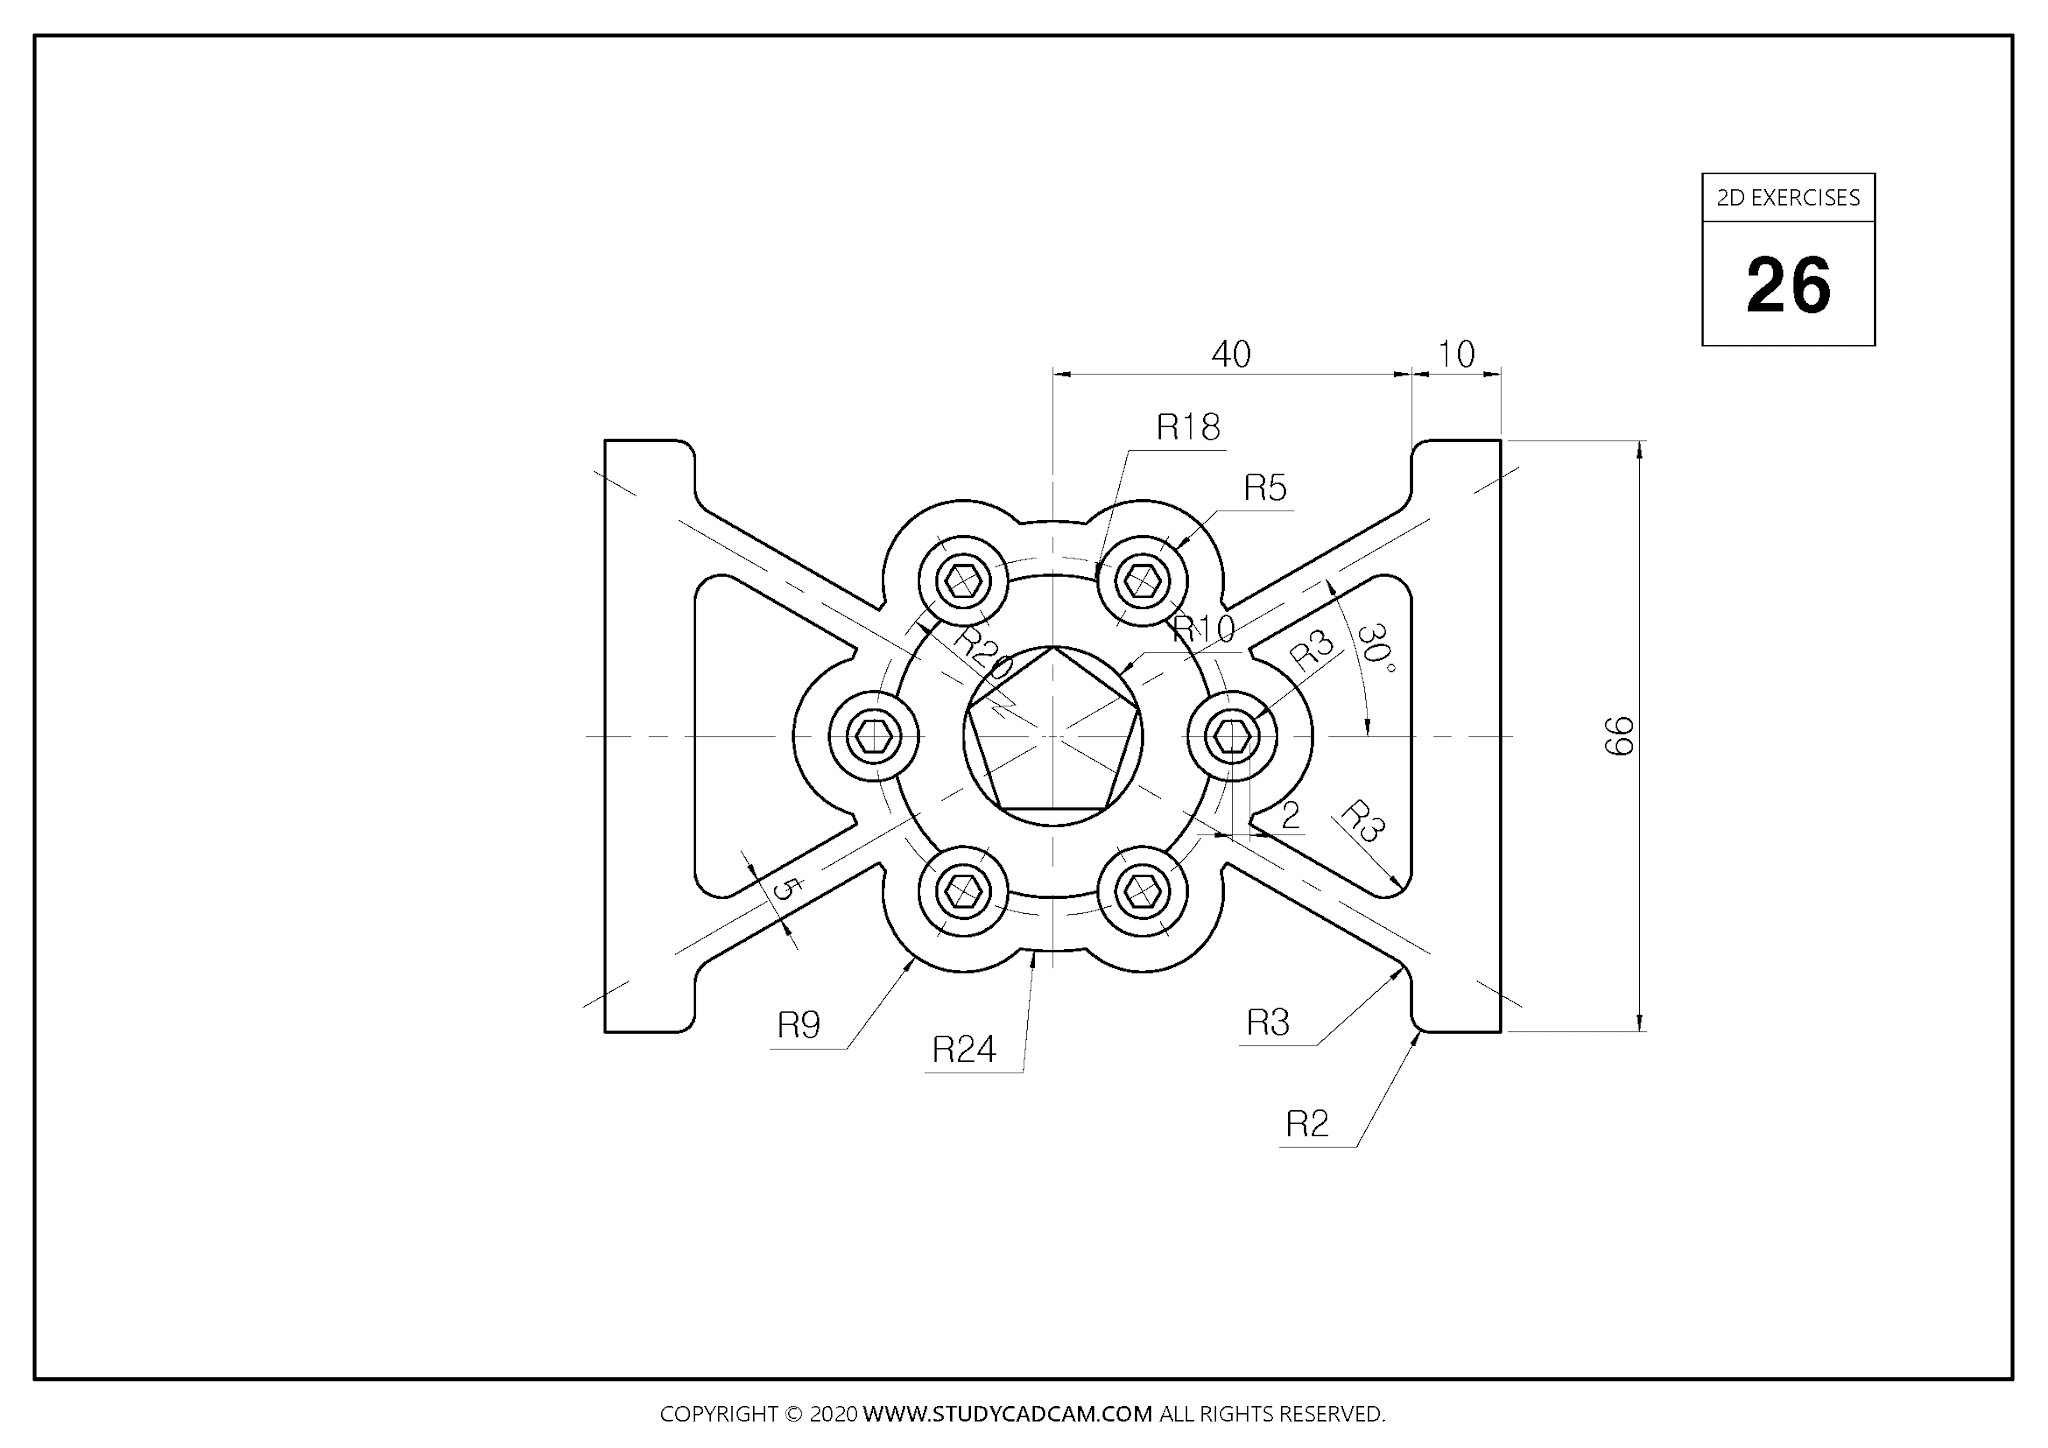 2D EXERCISES
26
40
10
R18
R5
R10
R20
R3
30°
66
2
R3
5
R9
R24
R3
R2
COPYRIGHT © 2020 WWW.STUDYCADCAM.COM ALL RIGHTS RESERVED.